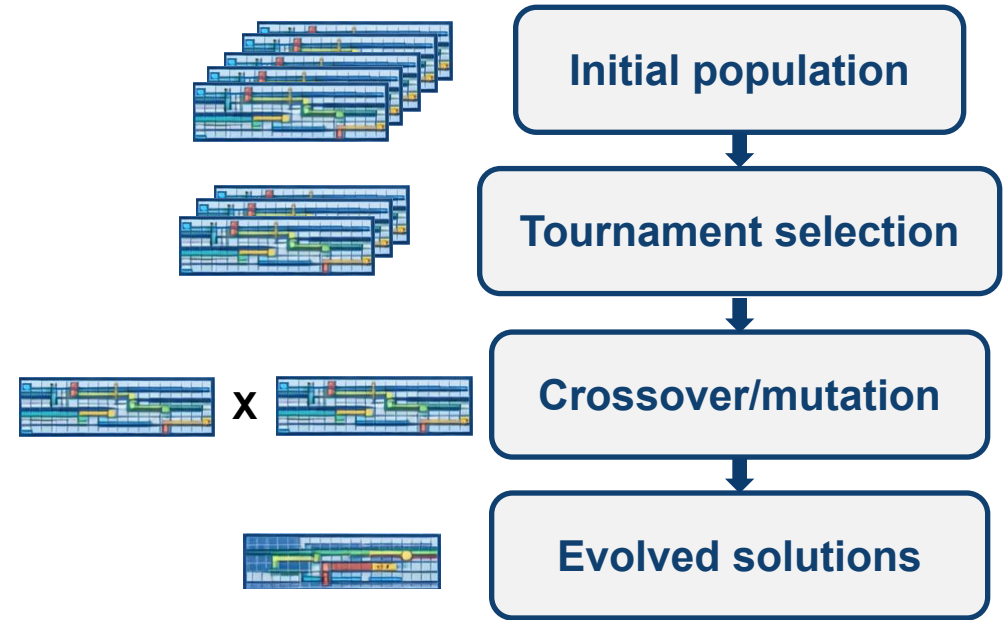 Initial population
Tournament selection
X
Crossover/mutation
Evolved solutions